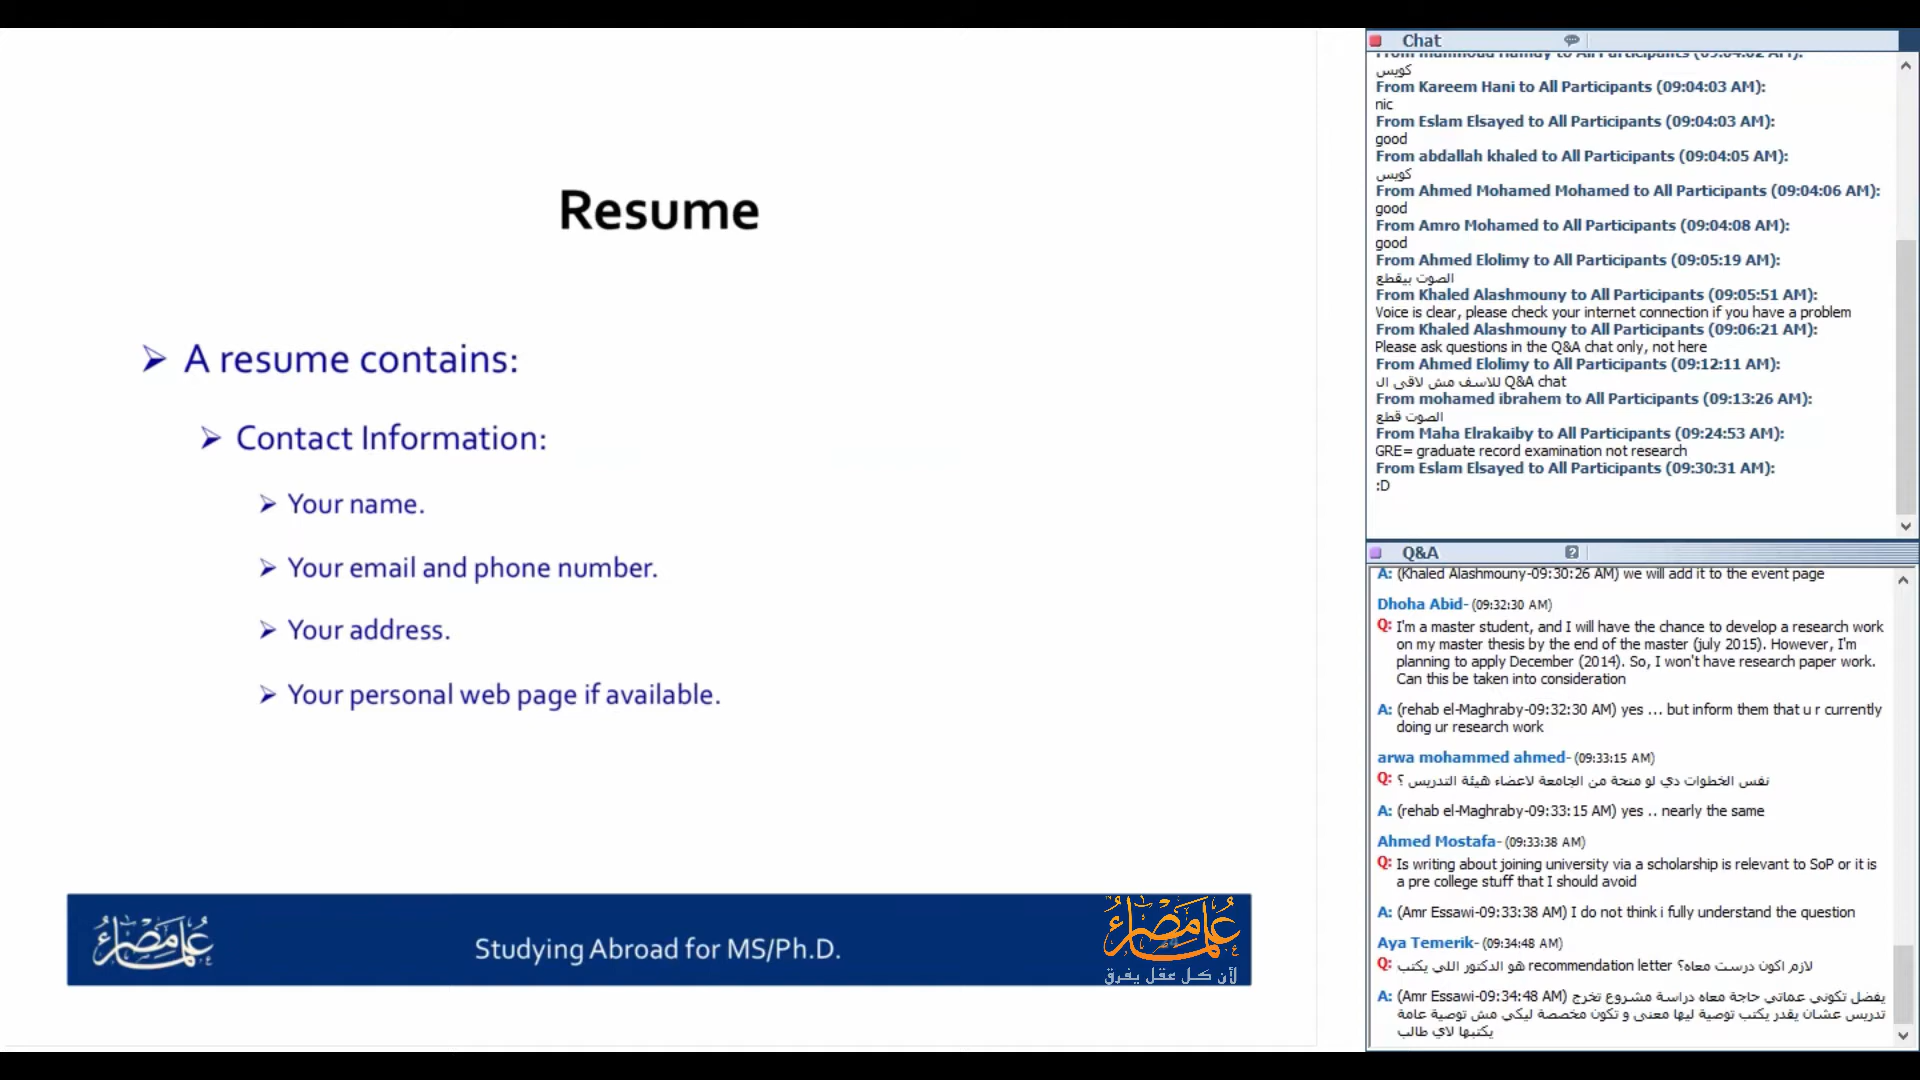 Resume
➢ A resume contains:
➢ Contact Information:
➢ Your name.
➢ Your email and phone number.
➢ Your address.
➢ Your personal web page if available.
علماء مصر
Studying Abroad for MS/Ph.D.
علماء مصر
لأن كل عقل يفرق
Chat
From mahmoud Hamdy to All Participants (09:04:02 AM):
كويس
From Kareem Hani to All Participants (09:04:03 AM):
nic
From Eslam Elsayed to All Participants (09:04:03 AM):
good
From abdallah khaled to All Participants (09:04:05 AM):
كويس
From Ahmed Mohamed Mohamed to All Participants (09:04:06 AM):
good
From Amro Mohamed to All Participants (09:04:08 AM):
good
From Ahmed Elolimy to All Participants (09:05:19 AM):
الصوت بيقطع
From Khaled Alashmouny to All Participants (09:05:51 AM):
Voice is clear, please check your internet connection if you have a problem
From Khaled Alashmouny to All Participants (09:06:21 AM):
Please ask questions in the Q&A chat only, not here
From Ahmed Elolimy to All Participants (09:12:11 AM):
للاسف مش لاقى ال Q&A chat
From mohamed ibrahem to All Participants (09:13:26 AM):
الصوت قطع
From Maha Elrakaiby to All Participants (09:24:53 AM):
GRE= graduate record examination not research
From Eslam Elsayed to All Participants (09:30:31 AM):
:D
Q&A
A: (Khaled Alashmouny-09:30:26 AM) we will add it to the event page
Dhoha Abid- (09:32:30 AM)
Q: I'm a master student, and I will have the chance to develop a research work
on my master thesis by the end of the master (july 2015). However, I'm
planning to apply December (2014). So, I won't have research paper work.
Can this be taken into consideration
A: (rehab el-Maghraby-09:32:30 AM) yes ... but inform them that u r currently
doing ur research work
arwa mohammed ahmed- (09:33:15 AM)
Q: نفس الخطوات دي لو منحة من الجامعة لاعضاء هيئة التدريس ؟
A: (rehab el-Maghraby-09:33:15 AM) yes .. nearly the same
Ahmed Mostafa- (09:33:38 AM)
Q: Is writing about joining university via a scholarship is relevant to SoP or it is
a pre college stuff that I should avoid
A: (Amr Essawi-09:33:38 AM) I do not think i fully understand the question
Aya Temerik- (09:34:48 AM)
Q: هو الدكتور اللي يكتب recommendation letter لازم اكون درست معاه؟
A: (Amr Essawi-09:34:48 AM) يفضل تكوني عماتي حاجة معاه دراسة مشروع تخرج
تدريس عشان يقدر يكتب توصية ليها معنى و تكون مخصصة ليكي مش توصية عامة
يكتبها لاي طالب